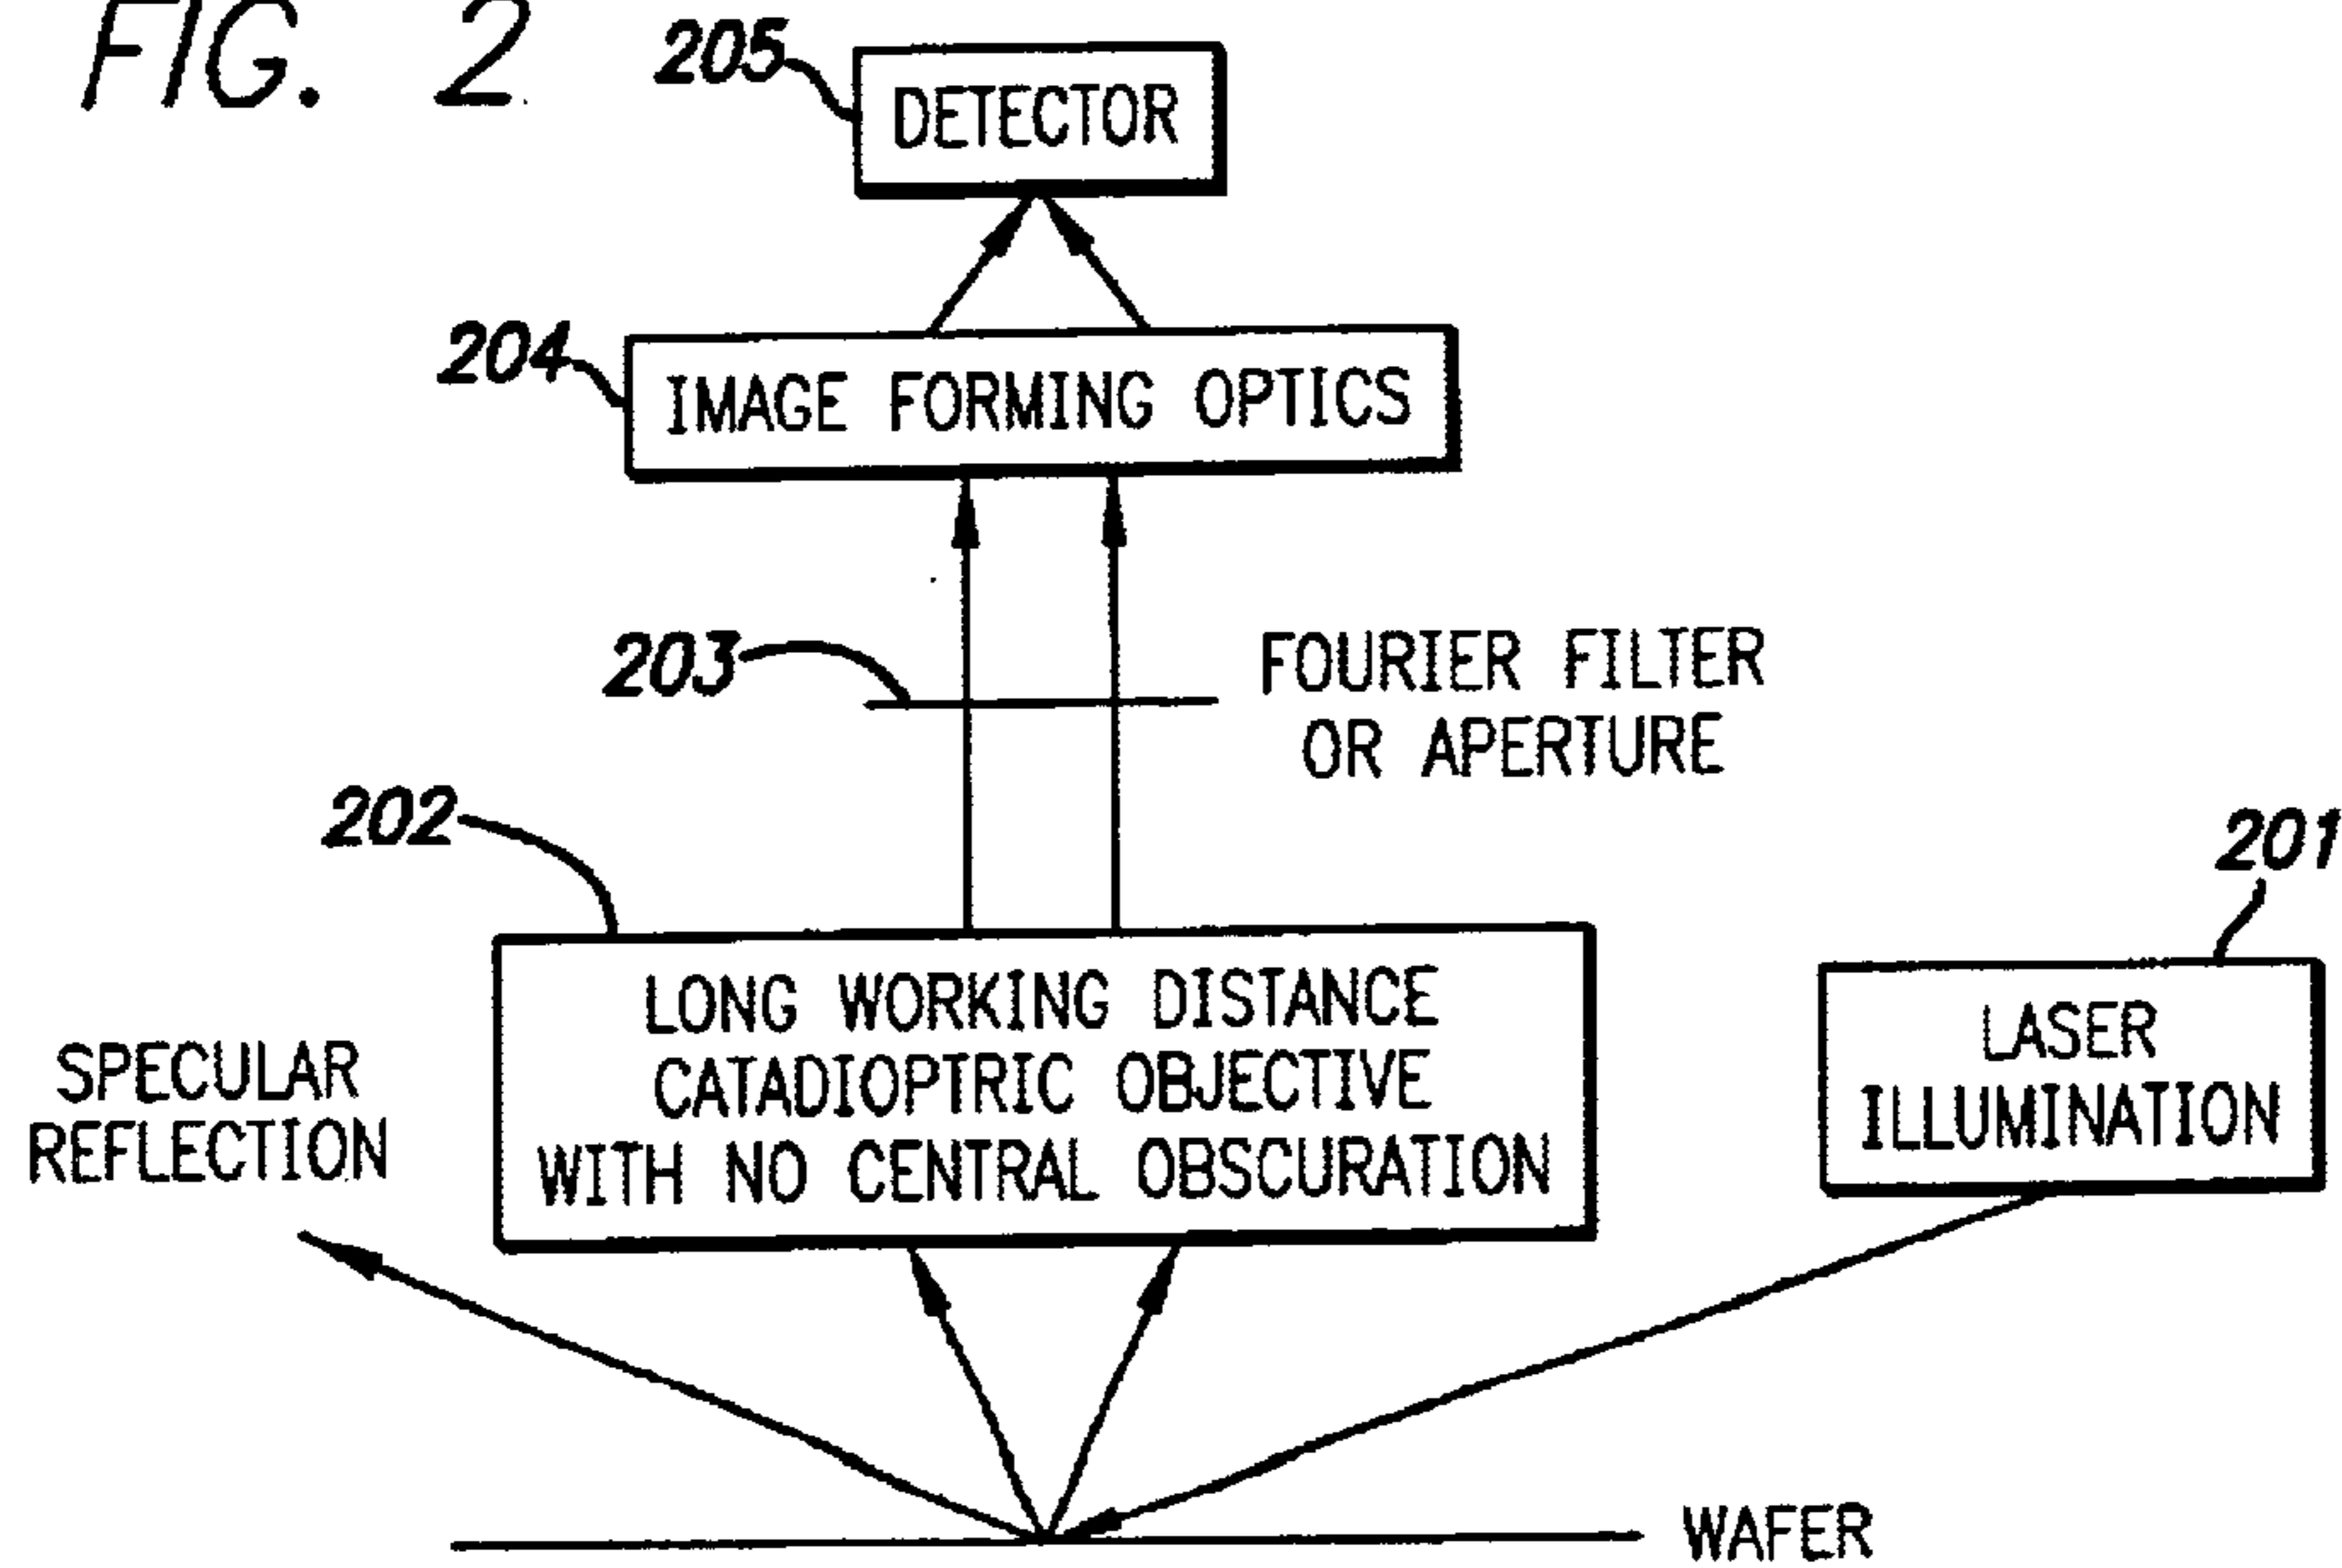 FIG. 2
205
DETECTOR
204
IMAGE FORMING OPTICS
203
FOURIER FILTER
OR APERTURE
202
201
LONG WORKING DISTANCE
CATADIOPTRIC OBJECTIVE
WITH NO CENTRAL OBSCURATION
LASER
ILLUMINATION
SPECULAR
REFLECTION
WAFER